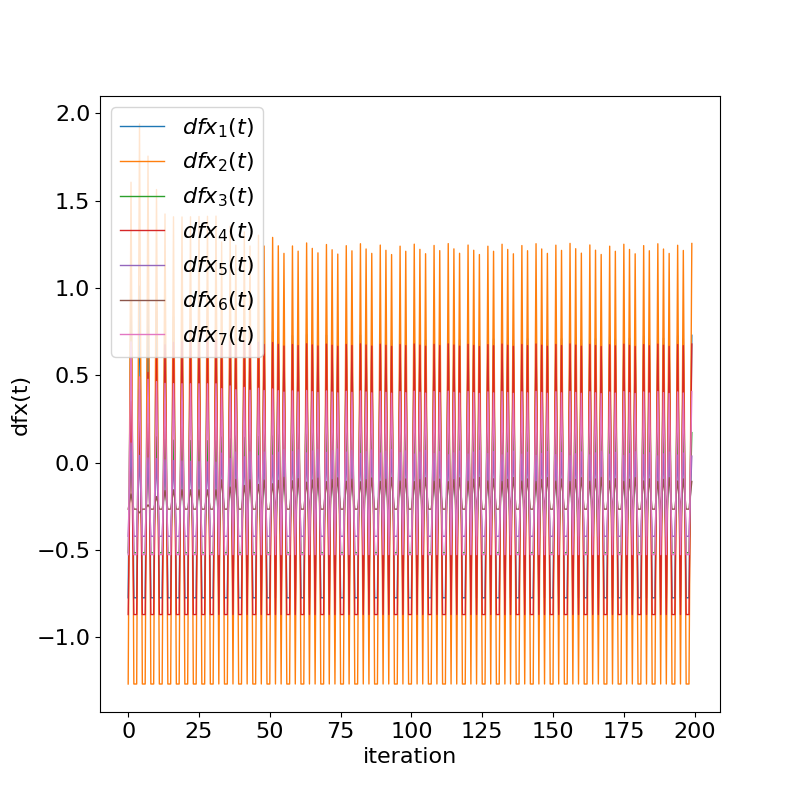 dfx(t)
2.0
1.5
1.0
0.5
0.0
−0.5
−1.0
dfx₁(t)
dfx₂(t)
dfx₃(t)
dfx₄(t)
dfx₅(t)
dfx₆(t)
dfx₇(t)
0 25 50 75 100 125 150 175 200
iteration